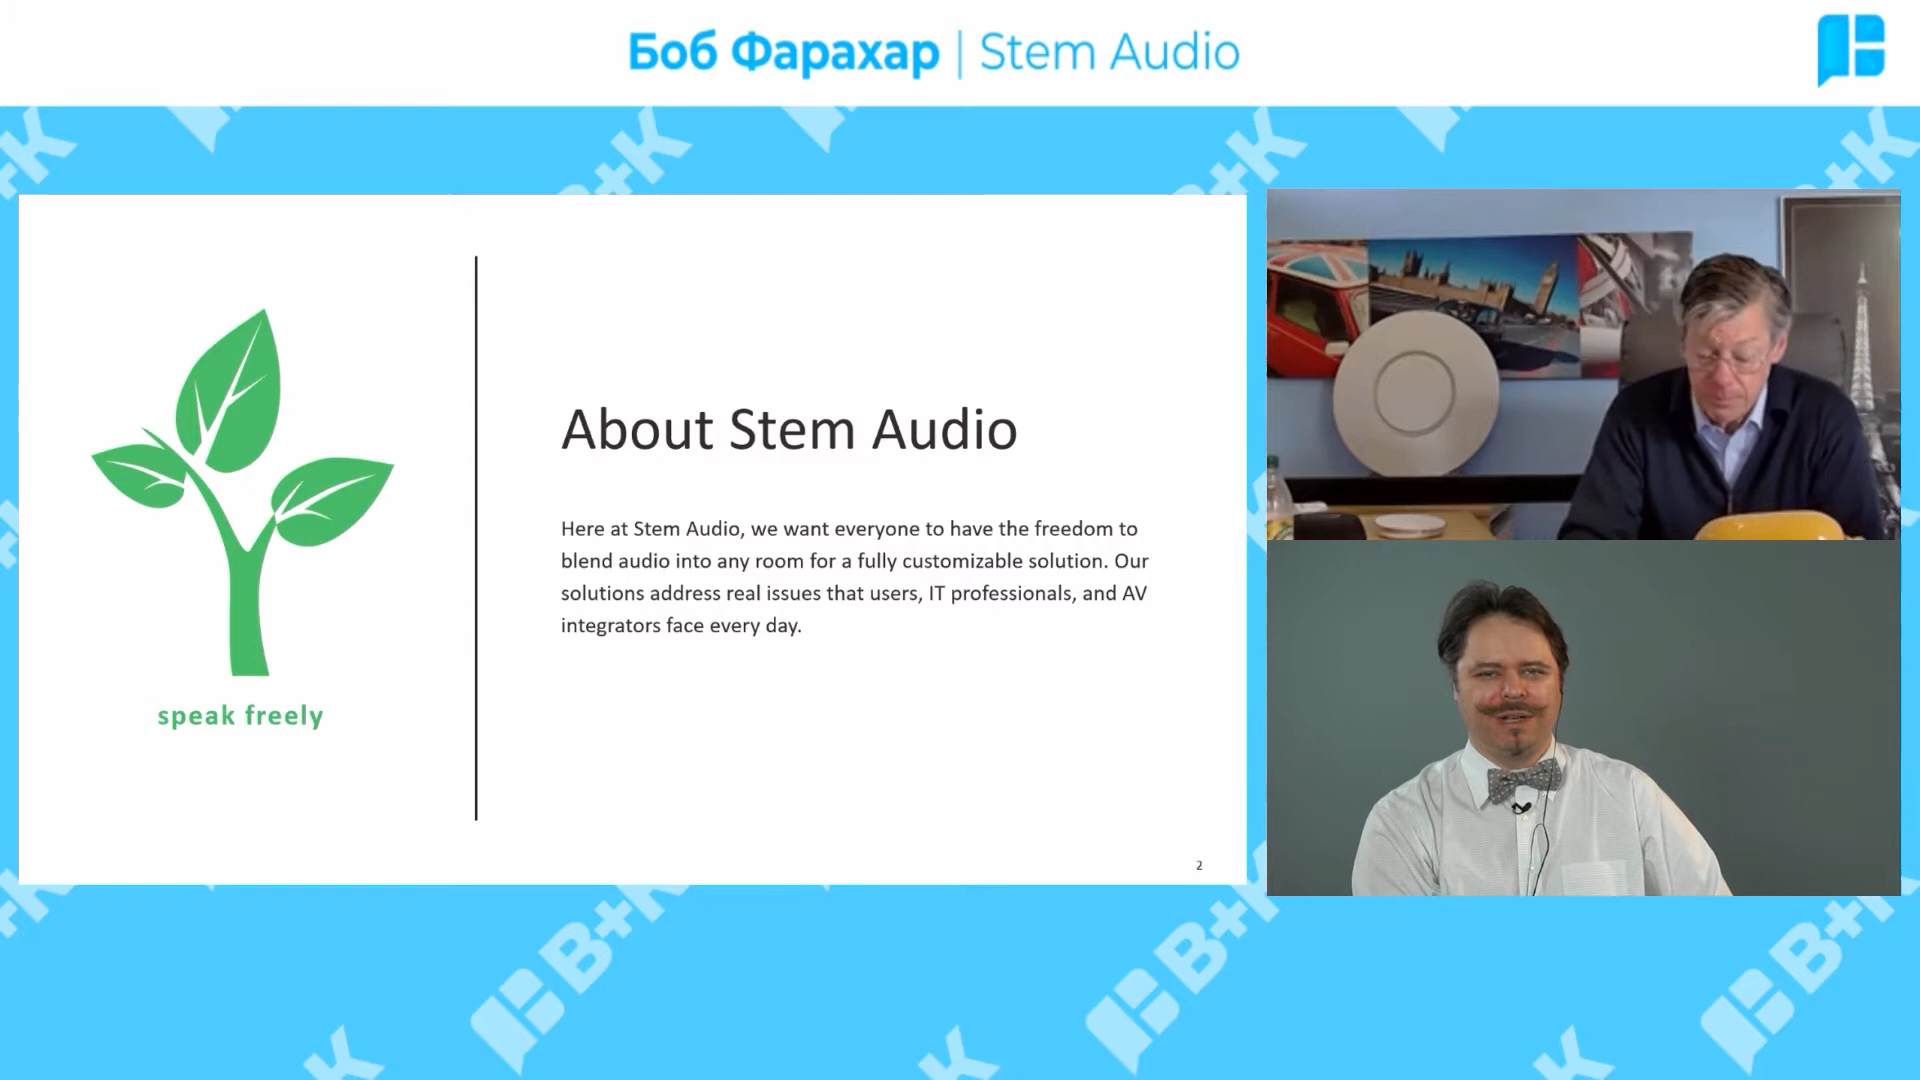 Боб Фарахар | Stem Audio
About Stem Audio
Here at Stem Audio, we want everyone to have the freedom to
blend audio into any room for a fully customizable solution. Our
solutions address real issues that users, IT professionals, and AV
integrators face every day.
speak freely
2
В+К
В+К
В+К
В+К
В+К
В+К
В+К